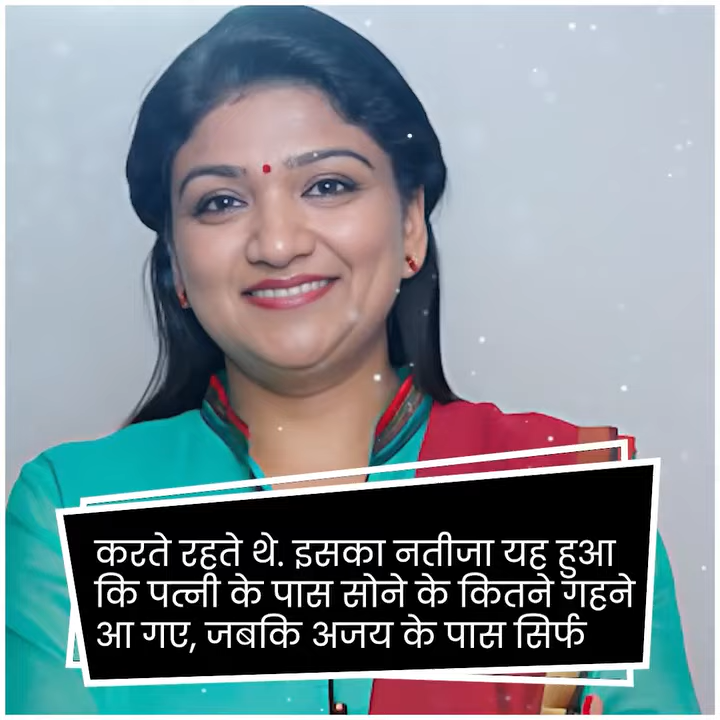 करते रहते थे. इसका नतीजा यह हुआ
कि पत्नी के पास सोने के कितने गहने
आ गए, जबकि अजय के पास सिर्फ